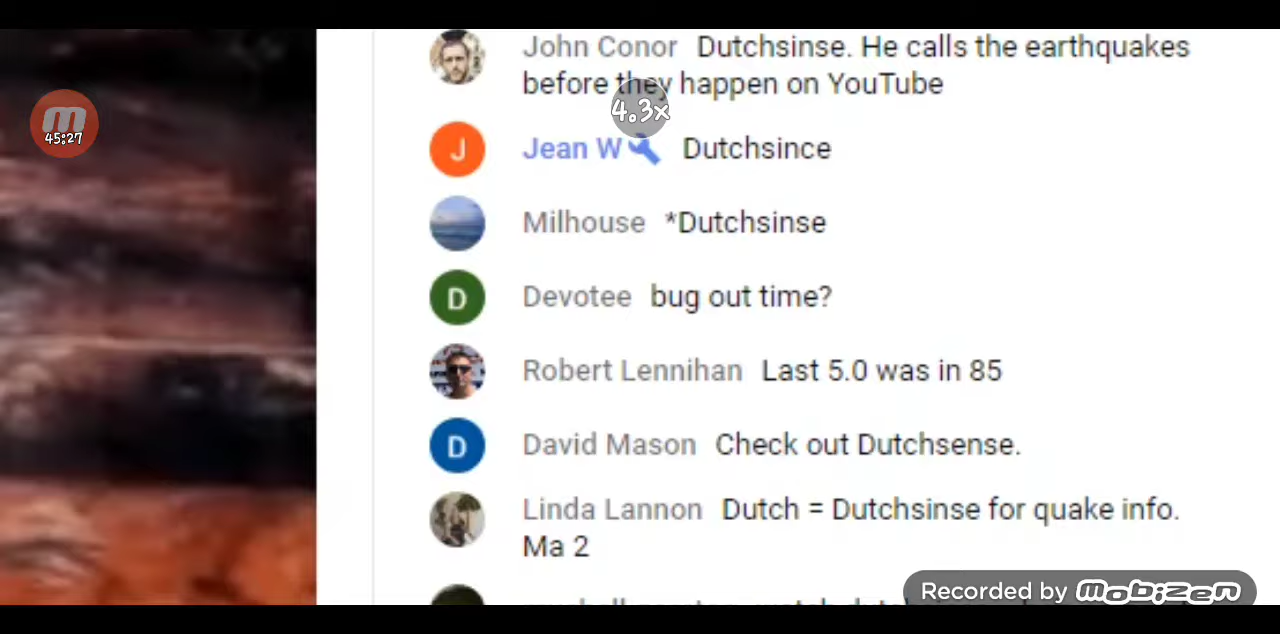 John Conor Dutchsinse. He calls the earthquakes
before they happen on YouTube
4.3x
45:27
J Jean W Dutchsince
Milhouse *Dutchsinse
D Devotee bug out time?
Robert Lennihan Last 5.0 was in 85
D David Mason Check out Dutchsense.
Linda Lannon Dutch = Dutchsinse for quake info.
Ma 2
Recorded by mobizen